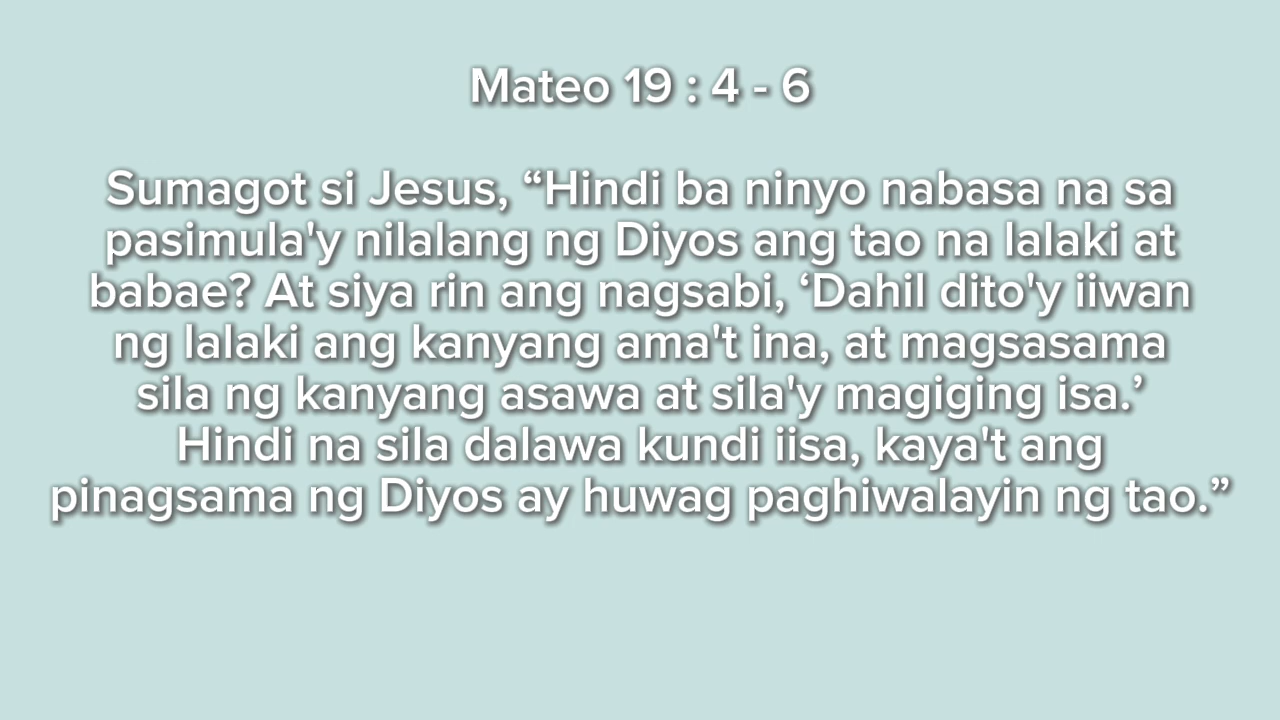 Mateo 19 : 4 - 6
Sumagot si Jesus, “Hindi ba ninyo nabasa na sa
pasimula'y nilalang ng Diyos ang tao na lalaki at
babae? At siya rin ang nagsabi, ‘Dahil dito'y iiwan
ng lalaki ang kanyang ama't ina, at magsasama
sila ng kanyang asawa at sila'y magiging isa.’
Hindi na sila dalawa kundi iisa, kaya't ang
pinagsama ng Diyos ay huwag paghiwalayin ng tao.”